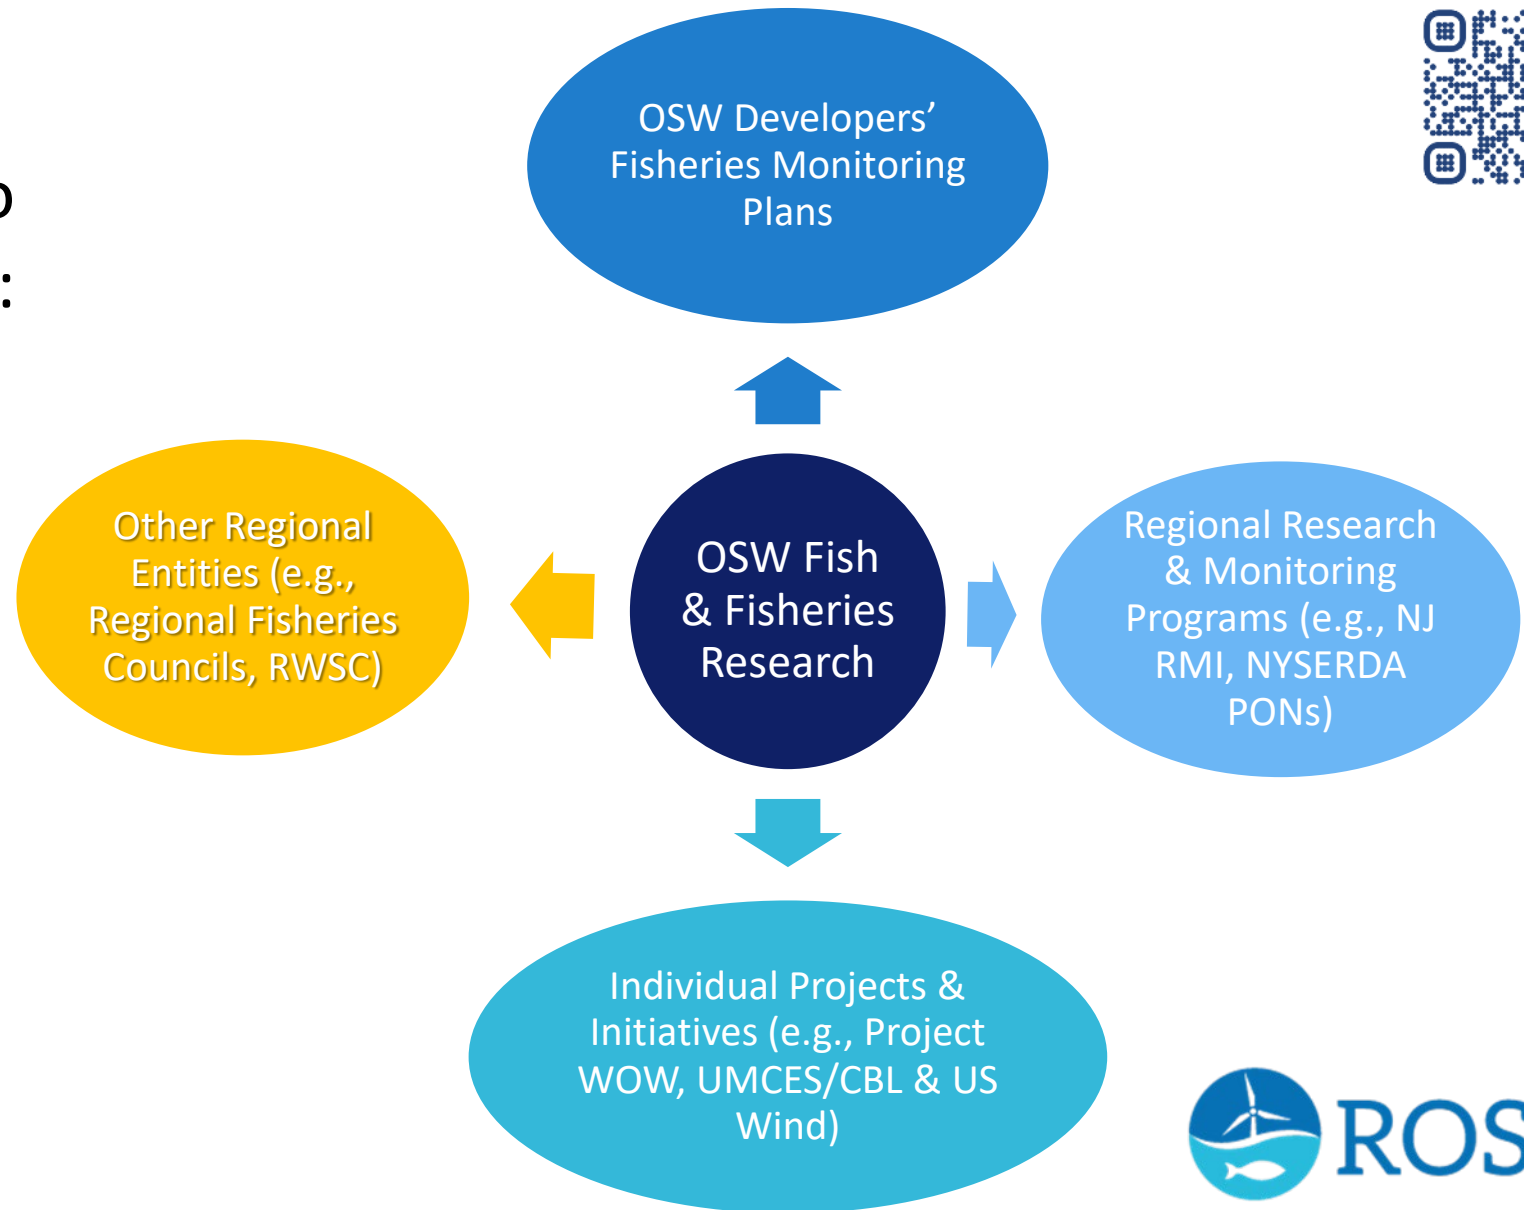 :
OSW Developers’
Fisheries Monitoring
Plans
Other Regional
Entities (e.g.,
Regional Fisheries
Councils, RWSC)
OSW Fish
& Fisheries
Research
Regional Research
& Monitoring
Programs (e.g., NJ
RMI, NYSERDA
PONs)
Individual Projects &
Initiatives (e.g., Project
WOW, UMCES/CBL & US
Wind)
ROS